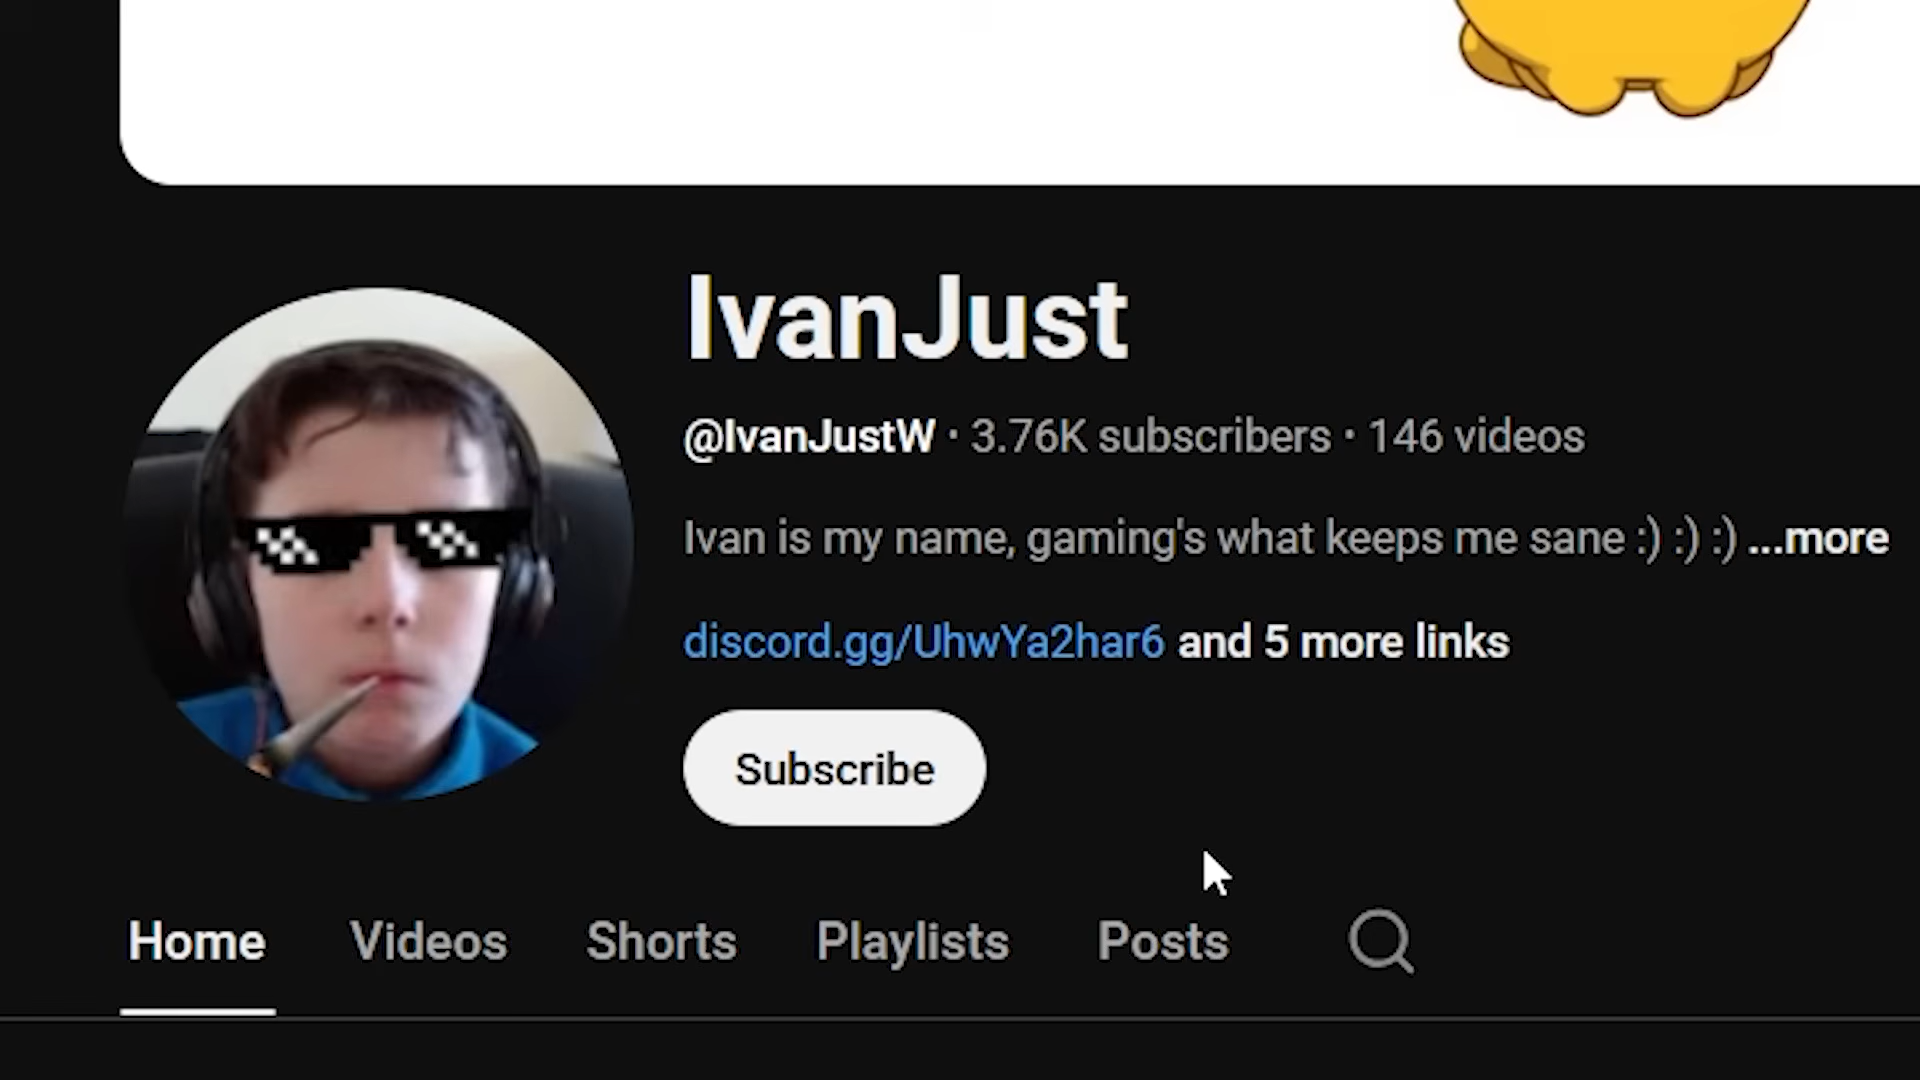 IvanJust
@IvanJustW · 3.76K subscribers · 146 videos
Ivan is my name, gaming's what keeps me sane :) :) :) ...more
discord.gg/UhwYa2har6 and 5 more links
Subscribe
Home Videos Shorts Playlists Posts